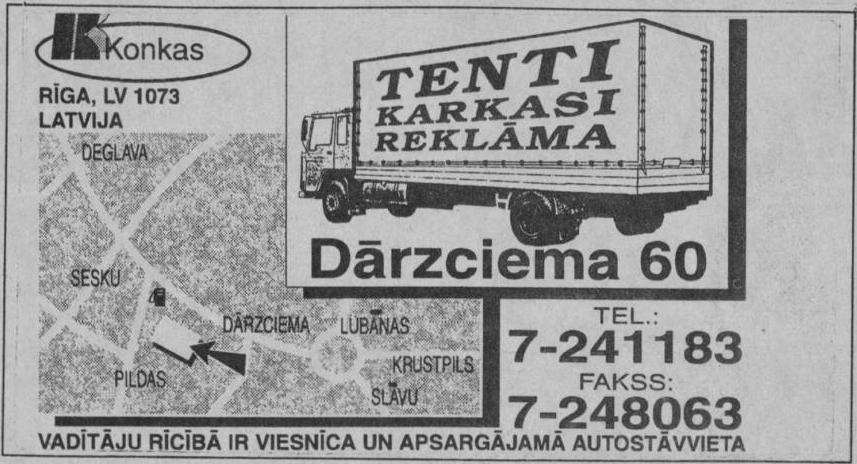 Konkas
RĪGA, LV 1073
LATVIJA
TENTI
KARKASI
REKLĀMA
Dārzciema 60
DEGLAVA
SESKU
DĀRZCIEMA
LUBĀNAS
PILDAS
KRUSTPILS
SLĀVU
TEL.:
7-241183
FAKSS:
7-248063
VADĪTĀJU RĪCĪBĀ IR VIESNĪCA UN APSARGĀJAMĀ AUTOSTĀVVIETA